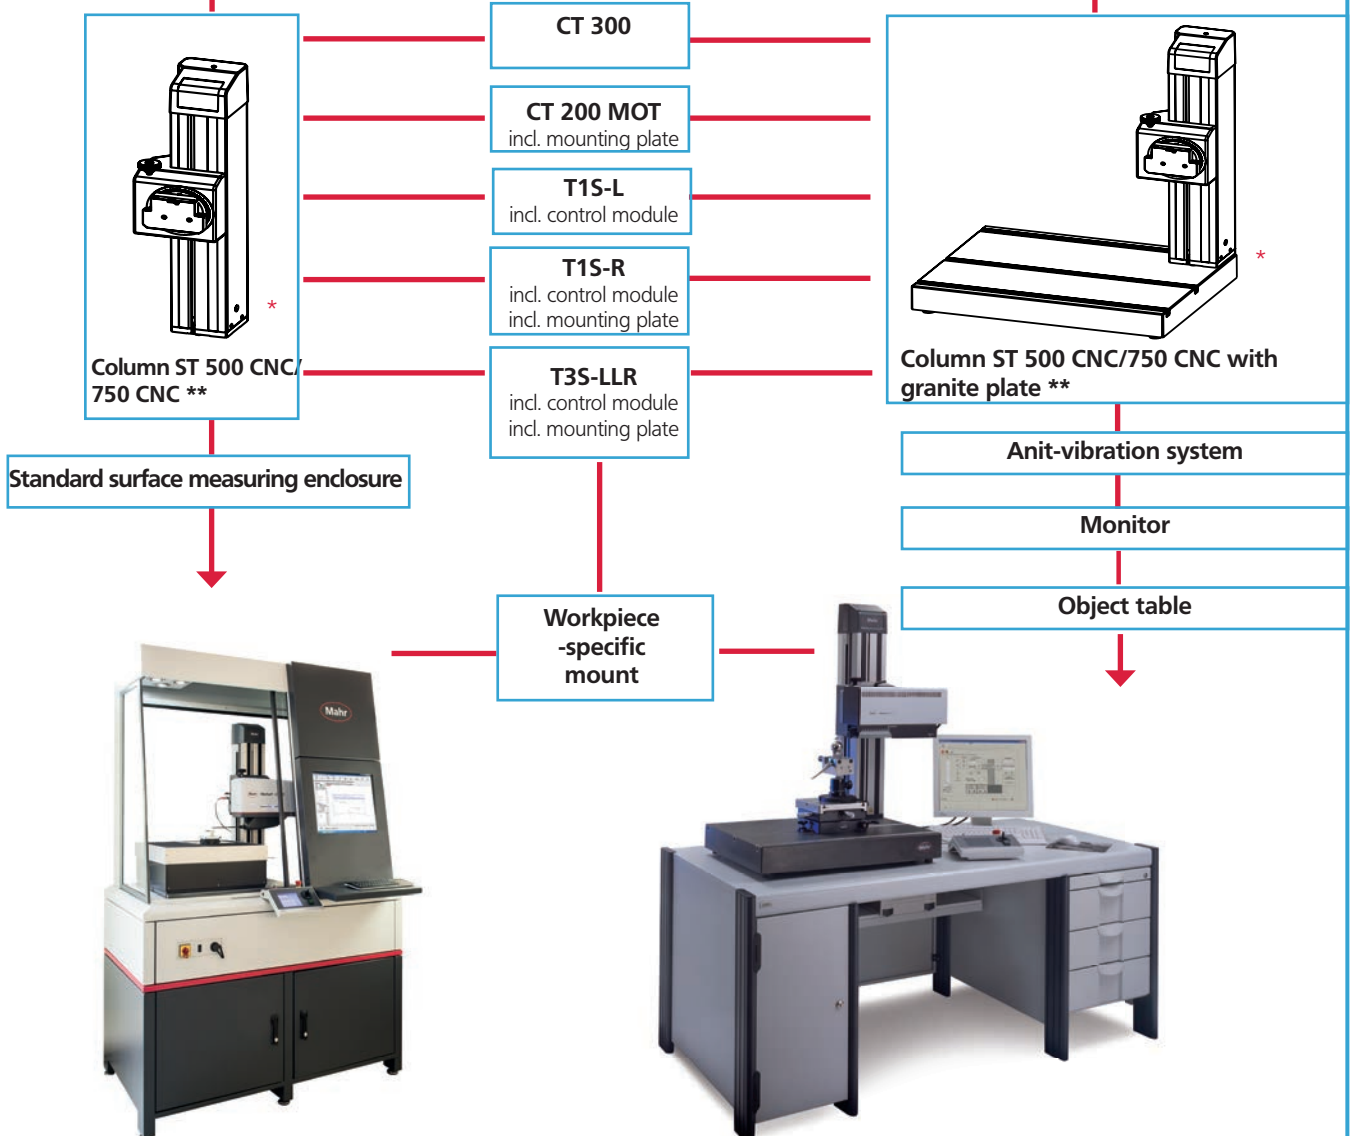 CT 300
CT 200 MOT
incl. mounting plate
T1S-L
incl. control module
T1S-R
incl. control module
incl. mounting plate
T3S-LLR
incl. control module
incl. mounting plate
*
Column ST 500 CNC/
750 CNC **
*
Column ST 500 CNC/750 CNC with
granite plate **
Standard surface measuring enclosure
Anit-vibration system
Monitor
Object table
Workpiece
-specific
mount
Mahr
Mahr